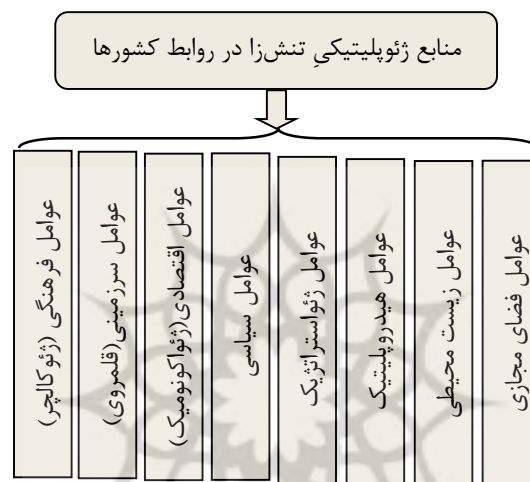 منابع ژئوپلیتیکیِ تنش‌زا در روابط کشورها
عوامل فضای مجازی
عوامل زیست محیطی
عوامل هیدروپلیتیک
عوامل ژئواستراتژیک
عوامل سیاسی
عوامل اقتصادی(ژئواکونومیک)
عوامل سرزمینی(قلمروی)
عوامل فرهنگی (ژئوکالچر)